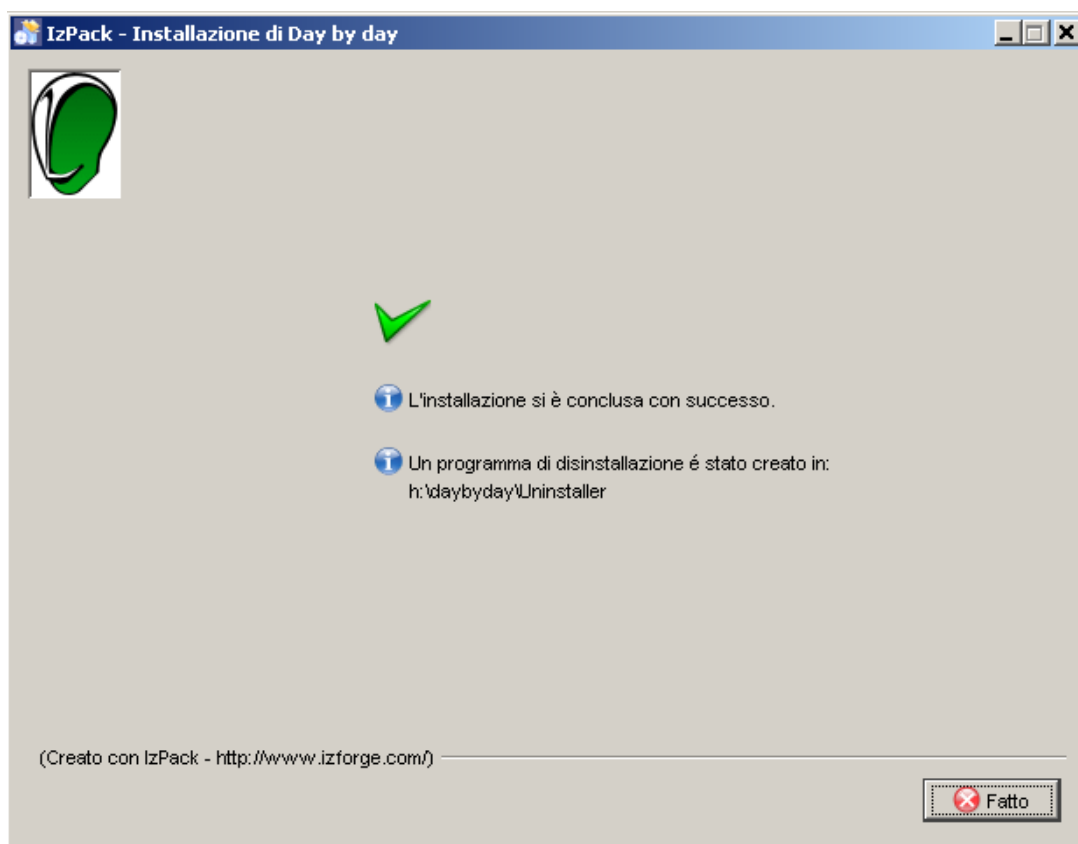 IzPack - Installazione di Day by day
L'installazione si è conclusa con successo.
Un programma di disinstallazione é stato creato in:
h:\daybyday\Uninstaller
(Creato con IzPack - http://www.izforge.com/)
Fatto